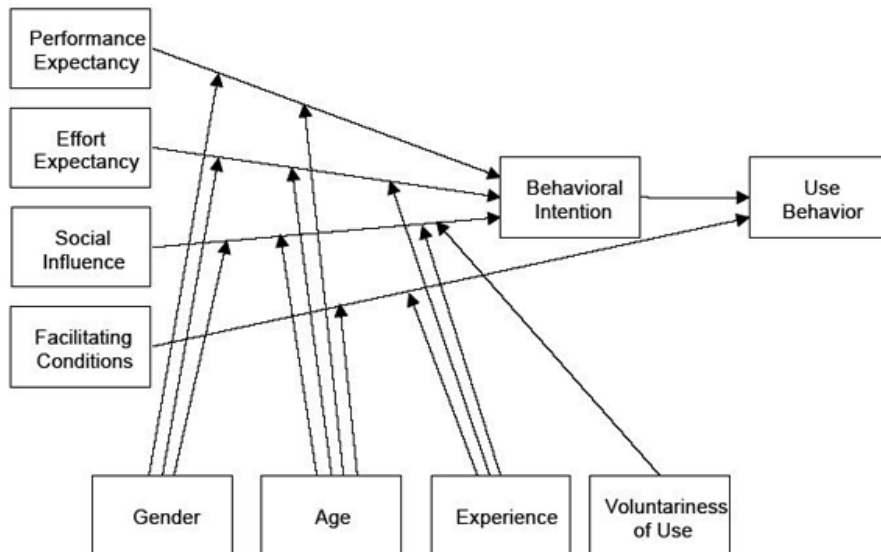 Performance
Expectancy
Effort
Expectancy
Social
Influence
Facilitating
Conditions
Behavioral
Intention
Use
Behavior
Gender
Age
Experience
Voluntariness
of Use